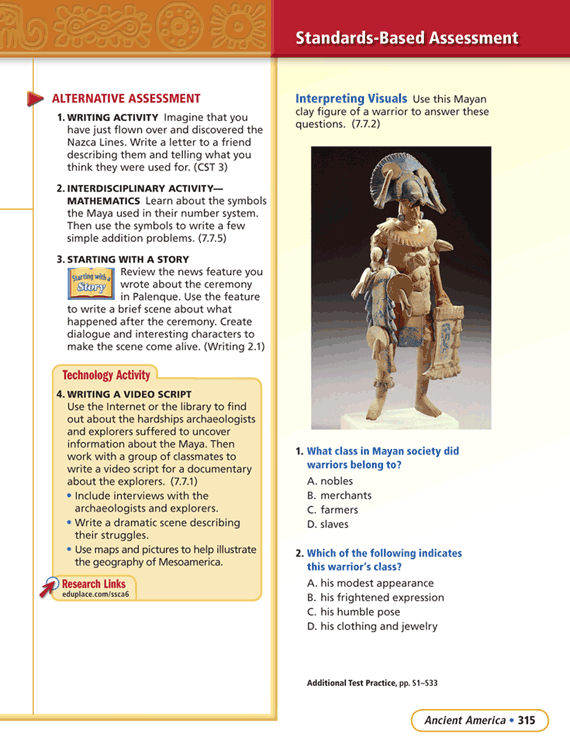 Standards-Based Assessment
ALTERNATIVE ASSESSMENT
1. WRITING ACTIVITY Imagine that you
have just flown over and discovered the
Nazca Lines. Write a letter to a friend
describing them and telling what you
think they were used for. (CST 3)
2. INTERDISCIPLINARY ACTIVITY—
MATHEMATICS Learn about the symbols
the Maya used in their number system.
Then use the symbols to write a few
simple addition problems. (7.7.5)
3. STARTING WITH A STORY
Starting with a
Story
Review the news feature you
wrote about the ceremony
in Palenque. Use the feature
to write a brief scene about what
happened after the ceremony. Create
dialogue and interesting characters to
make the scene come alive. (Writing 2.1)
Technology Activity
4. WRITING A VIDEO SCRIPT
Use the Internet or the library to find
out about the hardships archaeologists
and explorers suffered to uncover
information about the Maya. Then
work with a group of classmates to
write a video script for a documentary
about the explorers. (7.7.1)
• Include interviews with the
archaeologists and explorers.
• Write a dramatic scene describing
their struggles.
• Use maps and pictures to help illustrate
the geography of Mesoamerica.
Research Links
eduplace.com/ssca6
Interpreting Visuals Use this Mayan
clay figure of a warrior to answer these
questions. (7.7.2)
1. What class in Mayan society did
warriors belong to?
A. nobles
B. merchants
C. farmers
D. slaves
2. Which of the following indicates
this warrior's class?
A. his modest appearance
B. his frightened expression
C. his humble pose
D. his clothing and jewelry
Additional Test Practice, pp. S1–S33
Ancient America • 315